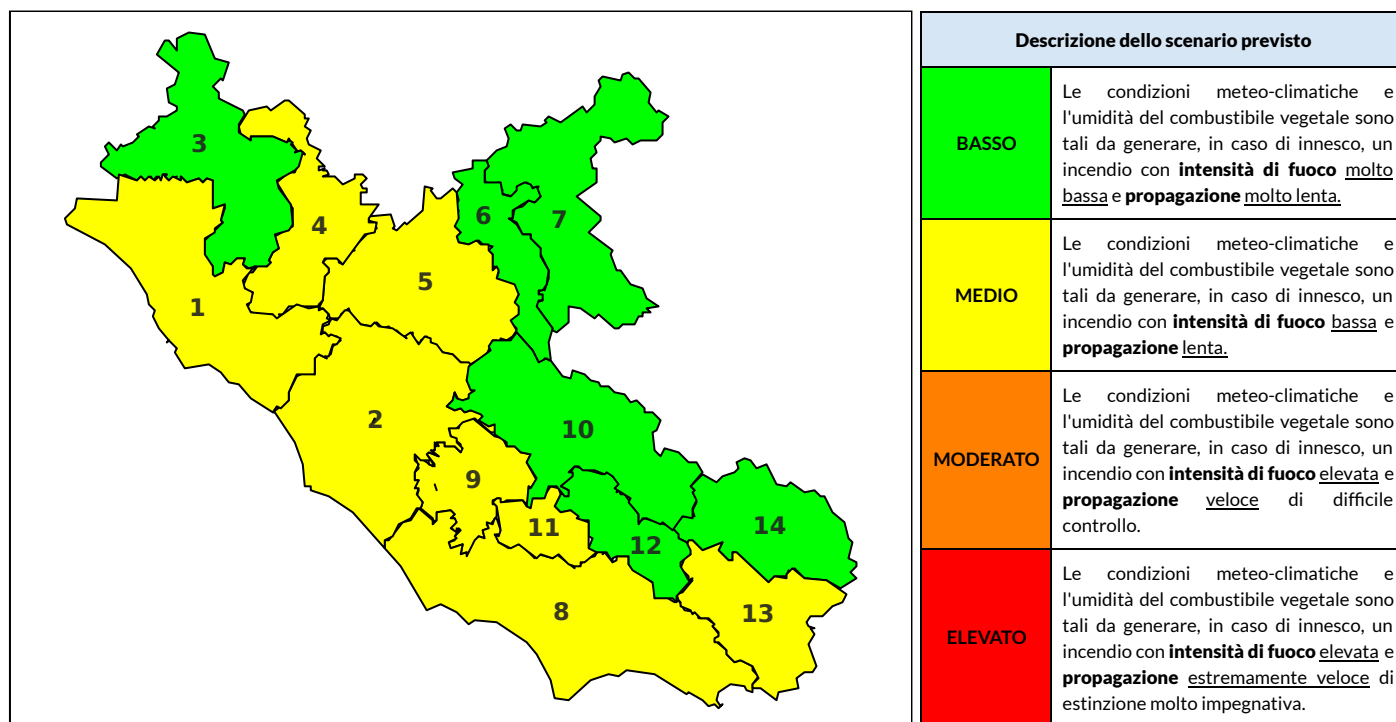 3
4
6
7
5
1
2
10
9
11
12
14
8
13
Descrizione dello scenario previsto
BASSO
Le condizioni meteo-climatiche e
l'umidità del combustibile vegetale sono
tali da generare, in caso di innesco, un
incendio con intensità di fuoco molto
bassa e propagazione molto lenta.
MEDIO
Le condizioni meteo-climatiche e
l'umidità del combustibile vegetale sono
tali da generare, in caso di innesco, un
incendio con intensità di fuoco bassa e
propagazione lenta.
MODERATO
Le condizioni meteo-climatiche e
l'umidità del combustibile vegetale sono
tali da generare, in caso di innesco, un
incendio con intensità di fuoco elevata e
propagazione veloce di difficile
controllo.
ELEVATO
Le condizioni meteo-climatiche e
l'umidità del combustibile vegetale sono
tali da generare, in caso di innesco, un
incendio con intensità di fuoco elevata e
propagazione estremamente veloce di
estinzione molto impegnativa.